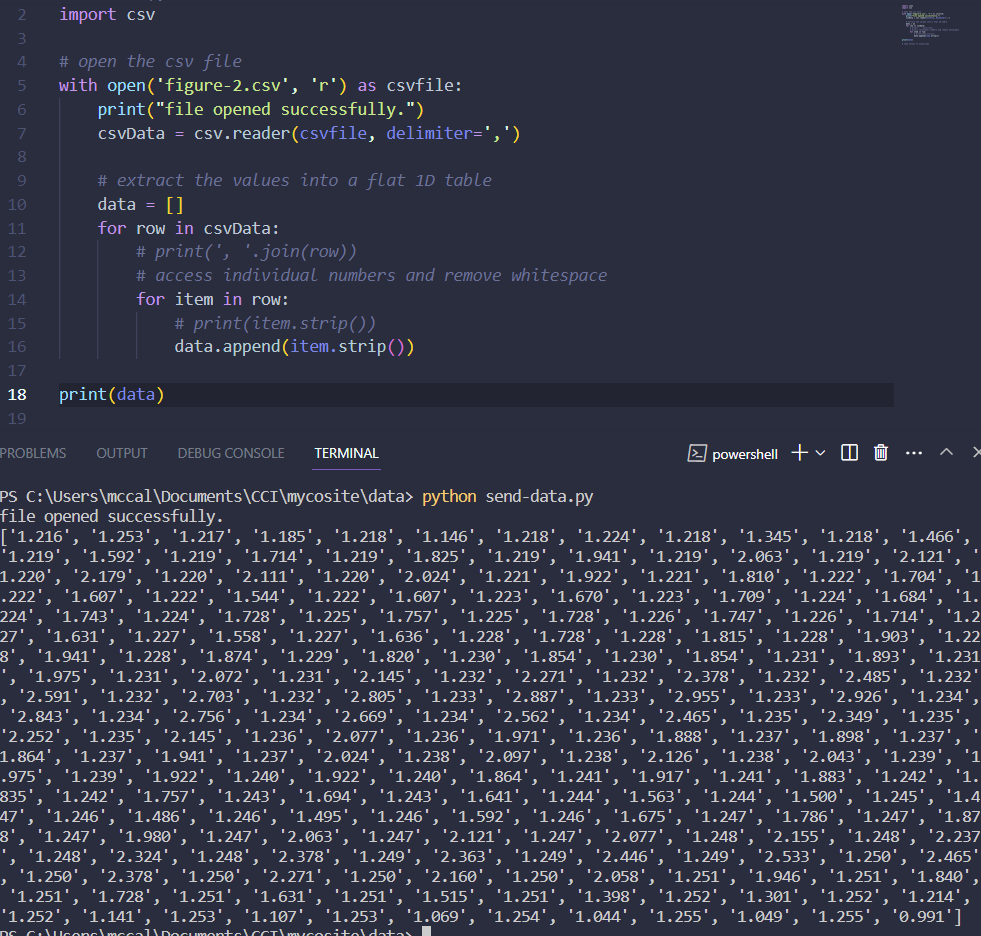 2 import csv
3
4 # open the csv file
5 with open('figure-2.csv', 'r') as csvfile:
6 print("file opened successfully.")
7 csvData = csv.reader(csvfile, delimiter=',')
8
9 # extract the values into a flat 1D table
10 data = []
11 for row in csvData:
12 # print(', '.join(row))
13 # access individual numbers and remove whitespace
14 for item in row:
15 # print(item.strip())
16 data.append(item.strip())
17
18 print(data)
19
PROBLEMS OUTPUT DEBUG CONSOLE TERMINAL powershell
PS C:\Users\mccal\Documents\CCI\mycosite\data> python send-data.py
file opened successfully.
['1.216', '1.253', '1.217', '1.185', '1.218', '1.146', '1.218', '1.224', '1.218', '1.345', '1.218', '1.466',
'1.219', '1.592', '1.219', '1.714', '1.219', '1.825', '1.219', '1.941', '1.219', '2.063', '1.219', '2.121', '
1.220', '2.179', '1.220', '2.111', '1.220', '2.024', '1.221', '1.922', '1.221', '1.810', '1.222', '1.704', '1
.222', '1.607', '1.222', '1.544', '1.222', '1.607', '1.223', '1.670', '1.223', '1.709', '1.224', '1.684', '1.
224', '1.743', '1.224', '1.728', '1.225', '1.757', '1.225', '1.728', '1.226', '1.747', '1.226', '1.714', '1.2
27', '1.631', '1.227', '1.558', '1.227', '1.636', '1.228', '1.728', '1.228', '1.815', '1.228', '1.903', '1.22
8', '1.941', '1.228', '1.874', '1.229', '1.820', '1.230', '1.854', '1.230', '1.854', '1.231', '1.893', '1.231
', '1.975', '1.231', '2.072', '1.231', '2.145', '1.232', '2.271', '1.232', '2.378', '1.232', '2.485', '1.232'
, '2.591', '1.232', '2.703', '1.232', '2.805', '1.233', '2.887', '1.233', '2.955', '1.233', '2.926', '1.234',
'2.843', '1.234', '2.756', '1.234', '2.669', '1.234', '2.562', '1.234', '2.465', '1.235', '2.349', '1.235', '
2.252', '1.235', '2.145', '1.236', '2.077', '1.236', '1.971', '1.236', '1.888', '1.237', '1.898', '1.237', '
1.864', '1.237', '1.941', '1.237', '2.024', '1.238', '2.097', '1.238', '2.126', '1.238', '2.043', '1.239', '1
.975', '1.239', '1.922', '1.240', '1.922', '1.240', '1.864', '1.241', '1.917', '1.241', '1.883', '1.242', '1.
835', '1.242', '1.757', '1.243', '1.694', '1.243', '1.641', '1.244', '1.563', '1.244', '1.500', '1.245', '1.4
47', '1.246', '1.486', '1.246', '1.495', '1.246', '1.592', '1.246', '1.675', '1.247', '1.786', '1.247', '1.87
8', '1.247', '1.980', '1.247', '2.063', '1.247', '2.121', '1.247', '2.077', '1.248', '2.155', '1.248', '2.237
', '1.248', '2.324', '1.248', '2.378', '1.249', '2.363', '1.249', '2.446', '1.249', '2.533', '1.250', '2.465'
, '1.250', '2.378', '1.250', '2.271', '1.250', '2.160', '1.250', '2.058', '1.251', '1.946', '1.251', '1.840',
'1.251', '1.728', '1.251', '1.631', '1.251', '1.515', '1.251', '1.398', '1.252', '1.301', '1.252', '1.214', '
1.252', '1.141', '1.253', '1.107', '1.253', '1.069', '1.254', '1.044', '1.255', '1.049', '1.255', '0.991']
PS C:\Users\mccal\Documents\CCI\mycosite\data>